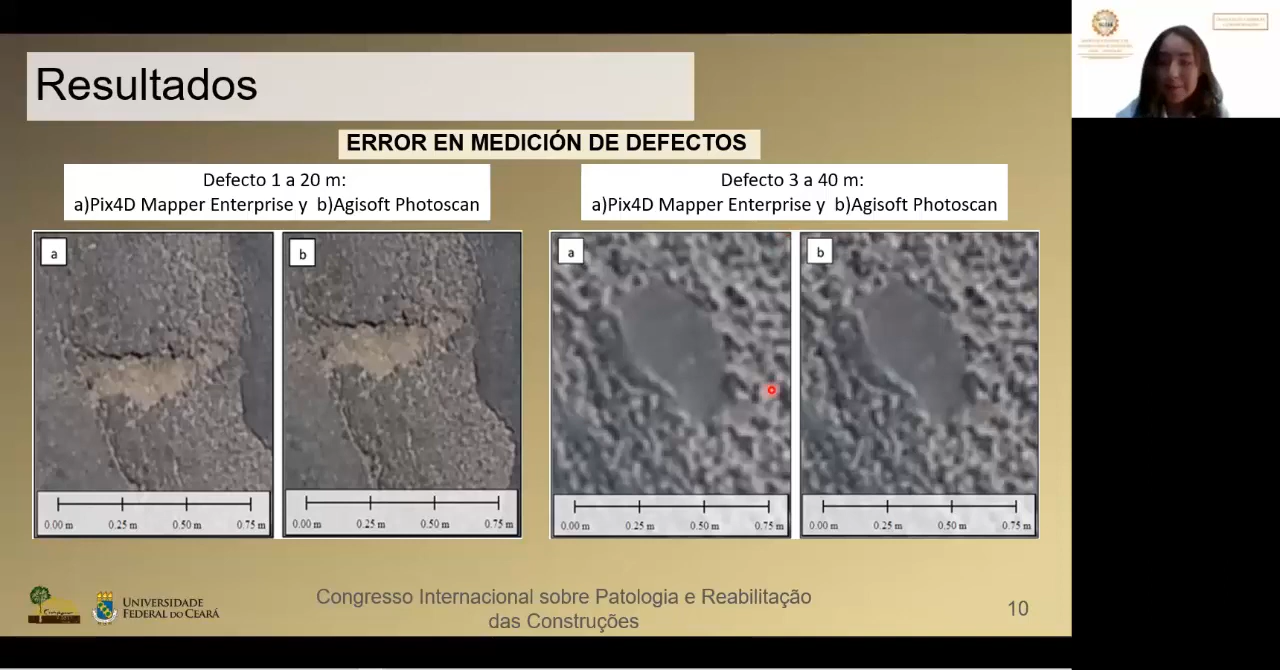 Resultados
ERROR EN MEDICIÓN DE DEFECTOS
Defecto 1 a 20 m:
a)Pix4D Mapper Enterprise y b)Agisoft Photoscan
Defecto 3 a 40 m:
a)Pix4D Mapper Enterprise y b)Agisoft Photoscan
a
b
a
b
0.00 m 0.25 m 0.50 m 0.75 m
0.00 m 0.25 m 0.50 m 0.75 m
0.00 m 0.25 m 0.50 m 0.75 m
0.00 m 0.25 m 0.50 m 0.75 m
UNIVERSIDADE
FEDERAL DO CEARÁ
Congresso Internacional sobre Patologia e Reabilitação
das Construções
10